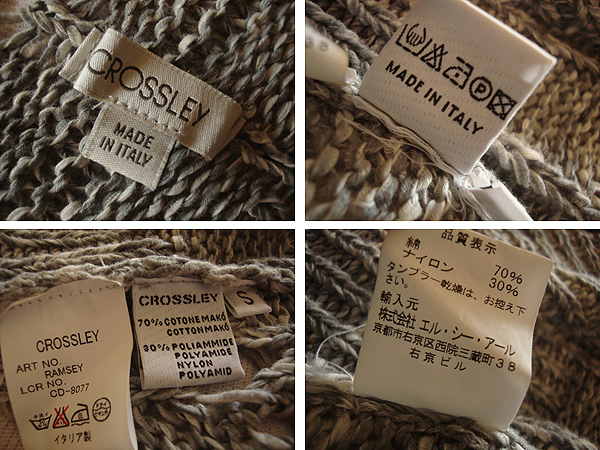 CROSSLEY
MADE
IN ITALY
MADE IN ITALY
CROSSLEY
ART NO.
RAMSEY
LCR NO.
CD-8077
イタリア製
CROSSLEY
70% COTONE MAKÓ
COTTON MAKÓ
30% POLIAMMIDE
POLYAMIDE
NYLON
POLYAMID
S
品質表示
綿 70%
ナイロン 30%
タンブラー乾燥は、お控え下
さい。
輸入元
株式会社 エル・シー・アール
京都市右京区西院三蔵町38
右京ビル